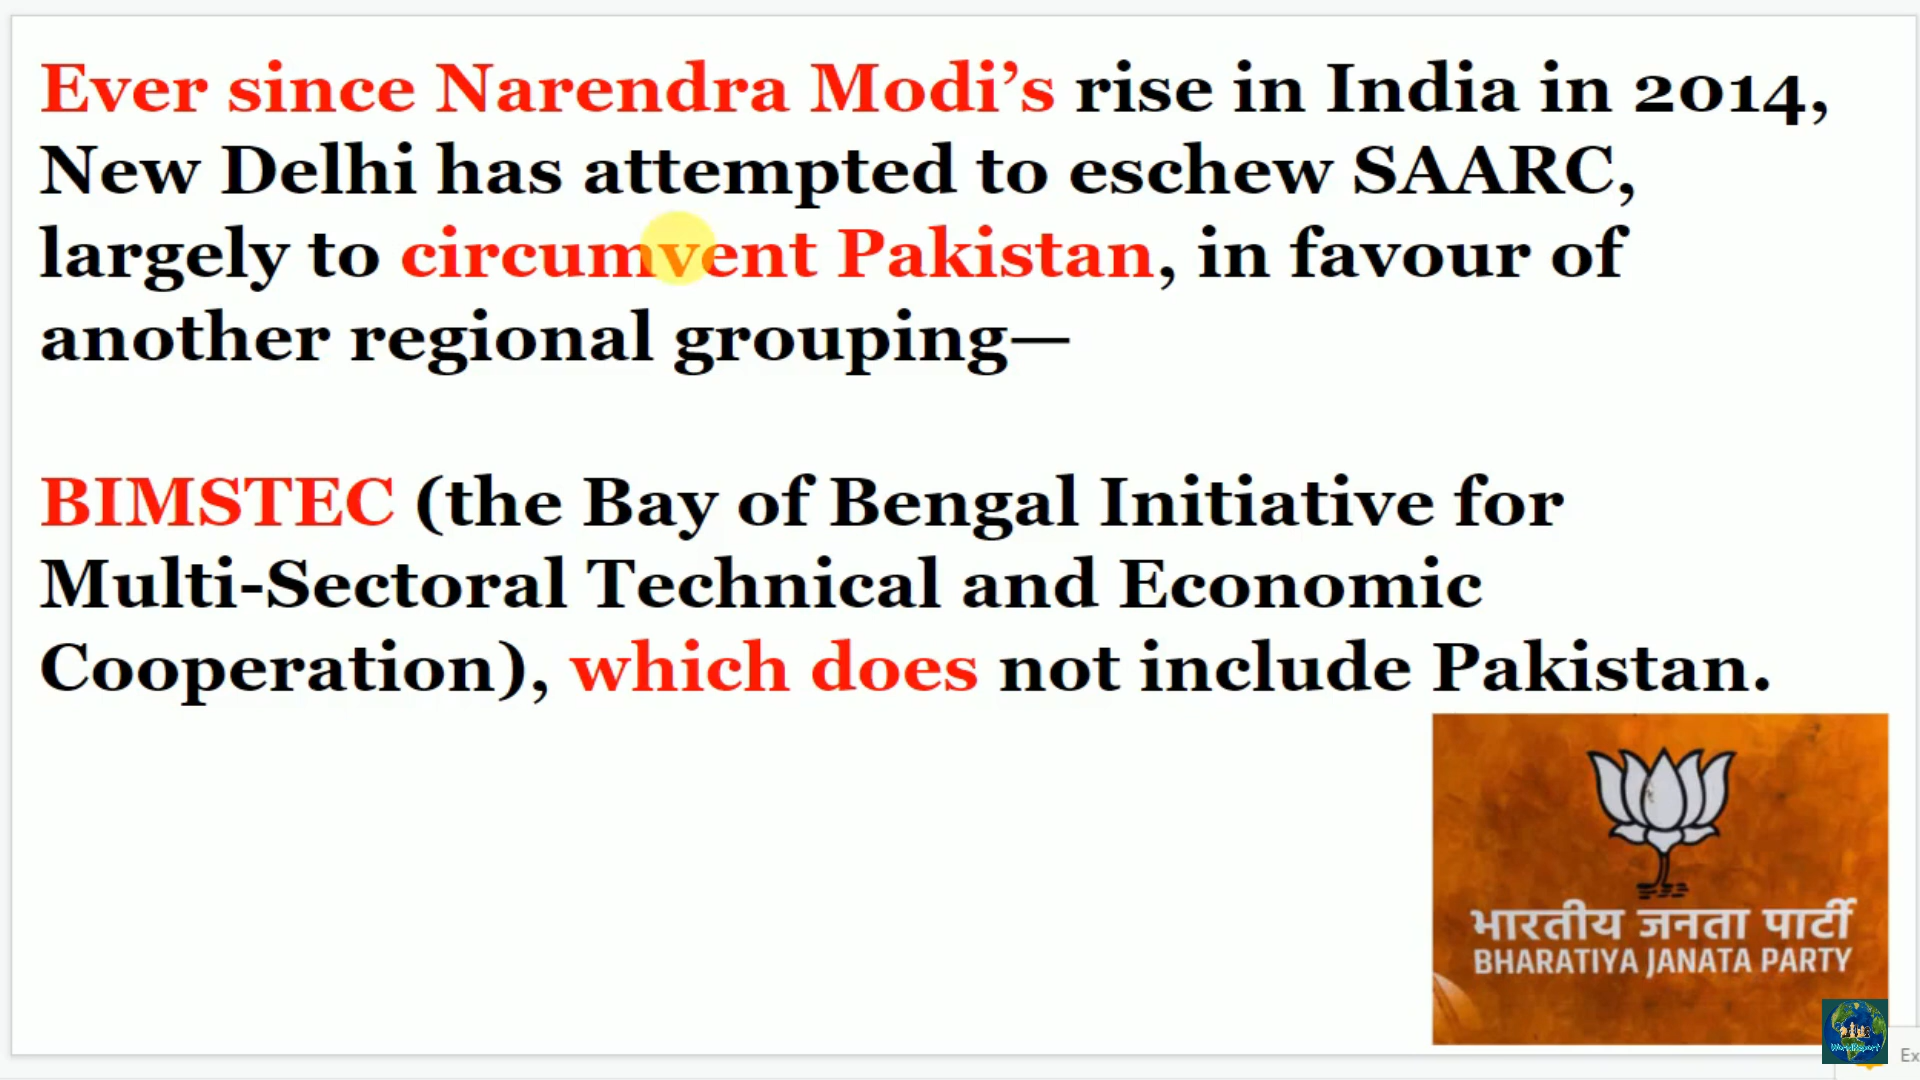 Ever since Narendra Modi’s rise in India in 2014,
New Delhi has attempted to eschew SAARC,
largely to circumvent Pakistan, in favour of
another regional grouping—
BIMSTEC (the Bay of Bengal Initiative for
Multi-Sectoral Technical and Economic
Cooperation), which does not include Pakistan.
भारतीय जनता पार्टी
BHARATIYA JANATA PARTY
WorldReport
Ex